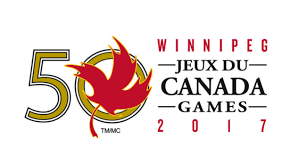 50
TM/MC
WINNIPEG
JEUX DU
CANADA
GAMES
2017